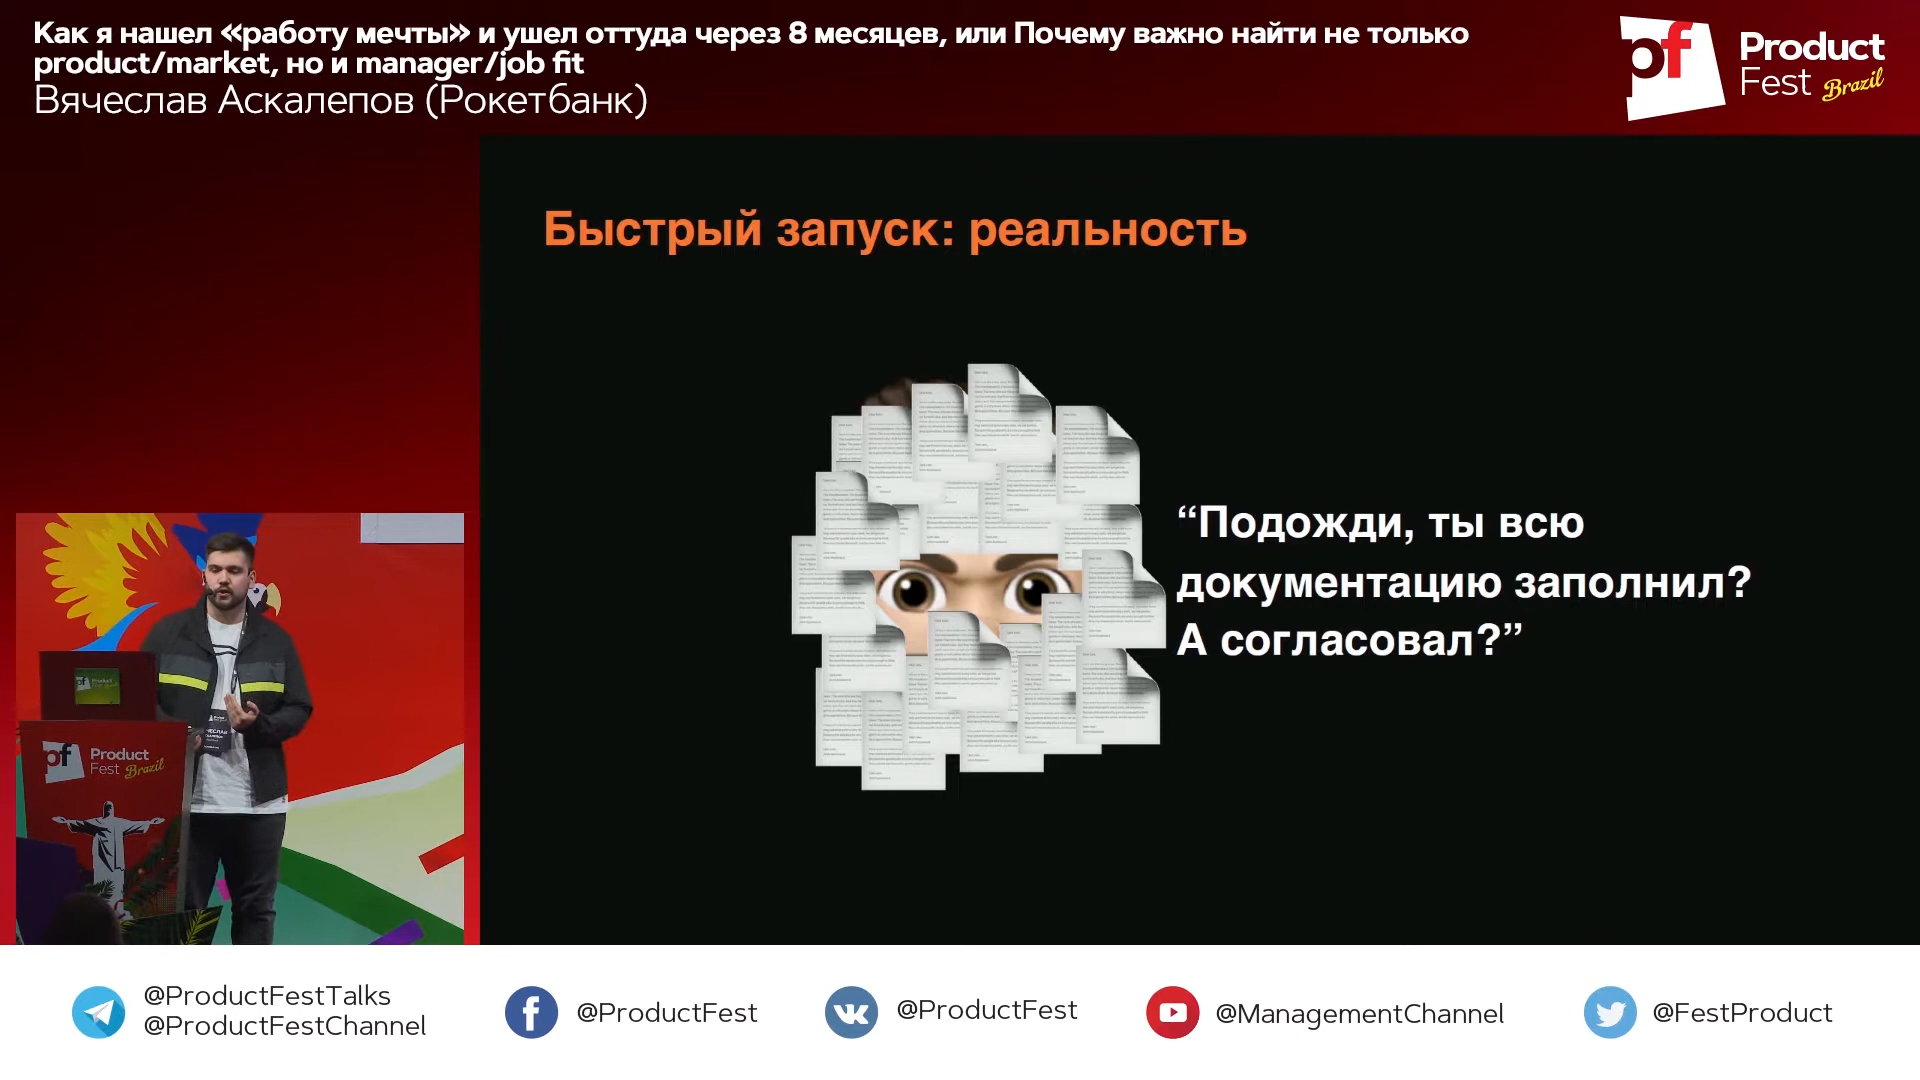 Как я нашел «работу мечты» и ушел оттуда через 8 месяцев, или Почему важно найти не только
product/market, но и manager/job fit
Вячеслав Аскалепов (Рокетбанк)
pf
Product
Fest Brazil
Быстрый запуск: реальность
“Подожди, ты всю
документацию заполнил?
А согласовал?”
pf Product
Fest Brazil
@ProductFestTalks
@ProductFestChannel
@ProductFest
@ProductFest
@ManagementChannel
@FestProduct